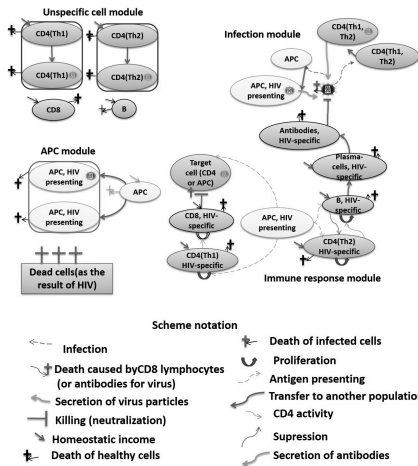 Unspecific cell module
CD4(Th1)
CD4(Th2)
CD4(Th1)
CD4(Th2)
CD8
B
Infection module
CD4(Th1,
Th2)
CD4(Th1,
Th2)
APC
APC, HIV
presenting
Antibodies,
HIV-specific
Plasma-
cells, HIV-
specific
B, HIV-
specific
CD4(Th2)
HIV-specific
Immune response module
APC module
APC, HIV
presenting
APC
APC, HIV
presenting
Dead cells(as the
result of HIV)
Target
cell (CD4
or APC)
CD8, HIV-
specific
CD4(Th1)
HIV-specific
APC, HIV
presenting
Scheme notation
Infection
Death caused byCD8 lymphocytes
(or antibodies for virus)
Secretion of virus particles
Killing (neutralization)
Homeostatic income
Death of healthy cells
Death of infected cells
Proliferation
Antigen presenting
Transfer to another population
CD4 activity
Supression
Secretion of antibodies